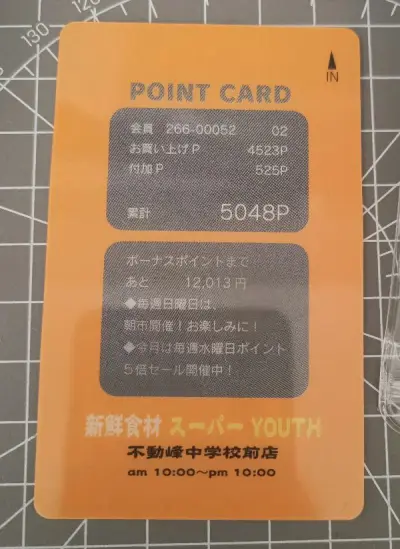 130
IN
POINT CARD
会員 266-00052 02
お買い上げP 4523P
付加P 525P
累計 5048P
ボーナスポイントまで
あと 12,013円
◆毎週日曜日は、
朝市開催！お楽しみに！
◆今月は毎週水曜日ポイント
5倍セール開催中！
新鮮食材 スーパー YOUTH
不動峰中学校前店
am 10:00～pm 10:00